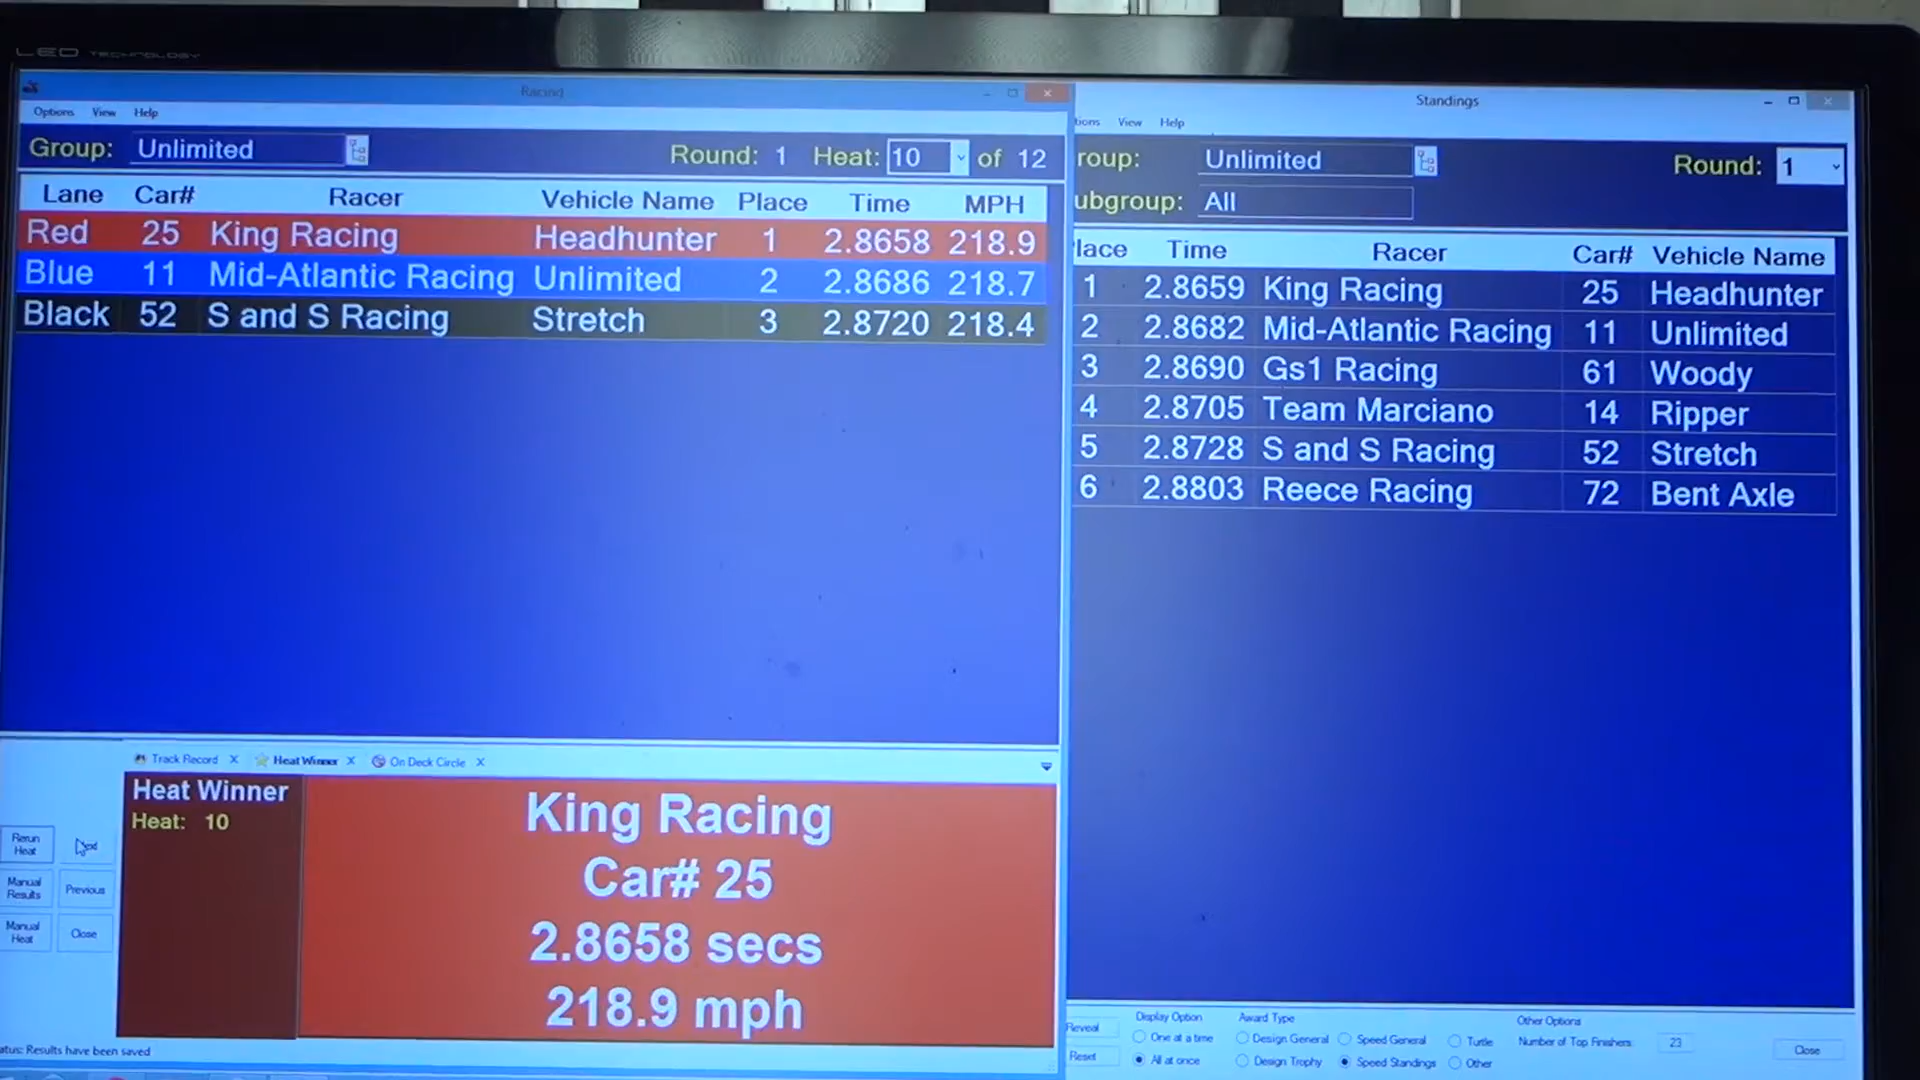 LED TECHNOLOGY
Racing
Options View Help
Group: Unlimited Round: 1 Heat: 10 of 12
Lane Car# Racer Vehicle Name Place Time MPH
Red 25 King Racing Headhunter 1 2.8658 218.9
Blue 11 Mid-Atlantic Racing Unlimited 2 2.8686 218.7
Black 52 S and S Racing Stretch 3 2.8720 218.4
Track Record X Heat Winner X On Deck Circle X
Heat Winner
Heat: 10
King Racing
Car# 25
2.8658 secs
218.9 mph
Rerun Heat
Manual Results Previous
Manual Heat Close
atus: Results have been saved
Standings
tions View Help
roup: Unlimited Round: 1
ubgroup: All
lace Time Racer Car# Vehicle Name
1 2.8659 King Racing 25 Headhunter
2 2.8682 Mid-Atlantic Racing 11 Unlimited
3 2.8690 Gs1 Racing 61 Woody
4 2.8705 Team Marciano 14 Ripper
5 2.8728 S and S Racing 52 Stretch
6 2.8803 Reece Racing 72 Bent Axle
Reveal Display Option Award Type Other Options
One at a time Design General Speed General Turtle Number of Top Finishers: 23
Reset All at once Design Trophy Speed Standings Other Close